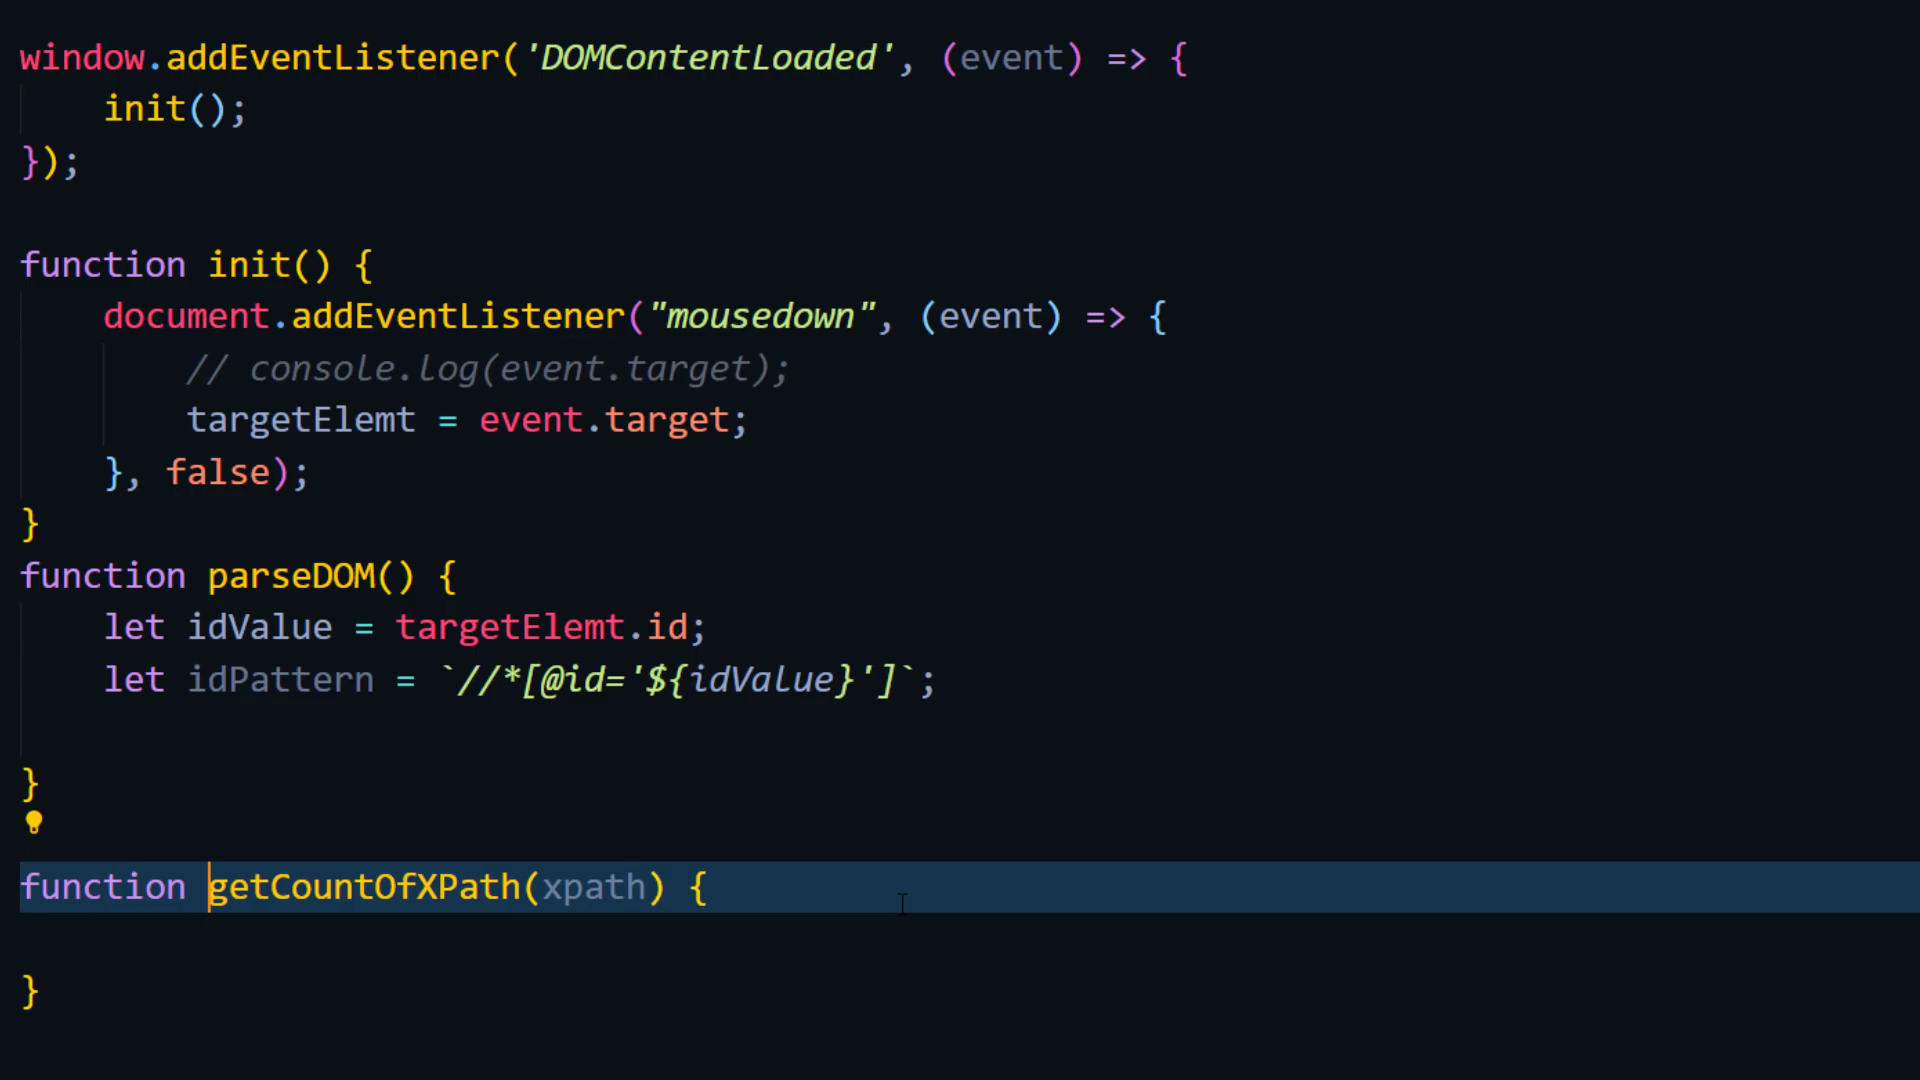 window.addEventListener('DOMContentLoaded', (event) => {
    init();
});
function init() {
    document.addEventListener("mousedown", (event) => {
        // console.log(event.target);
        targetElemt = event.target;
    }, false);
}
function parseDOM() {
    let idValue = targetElemt.id;
    let idPattern = `//*[@id='${idValue}']`;
}
function getCountOfXPath(xpath) {
}